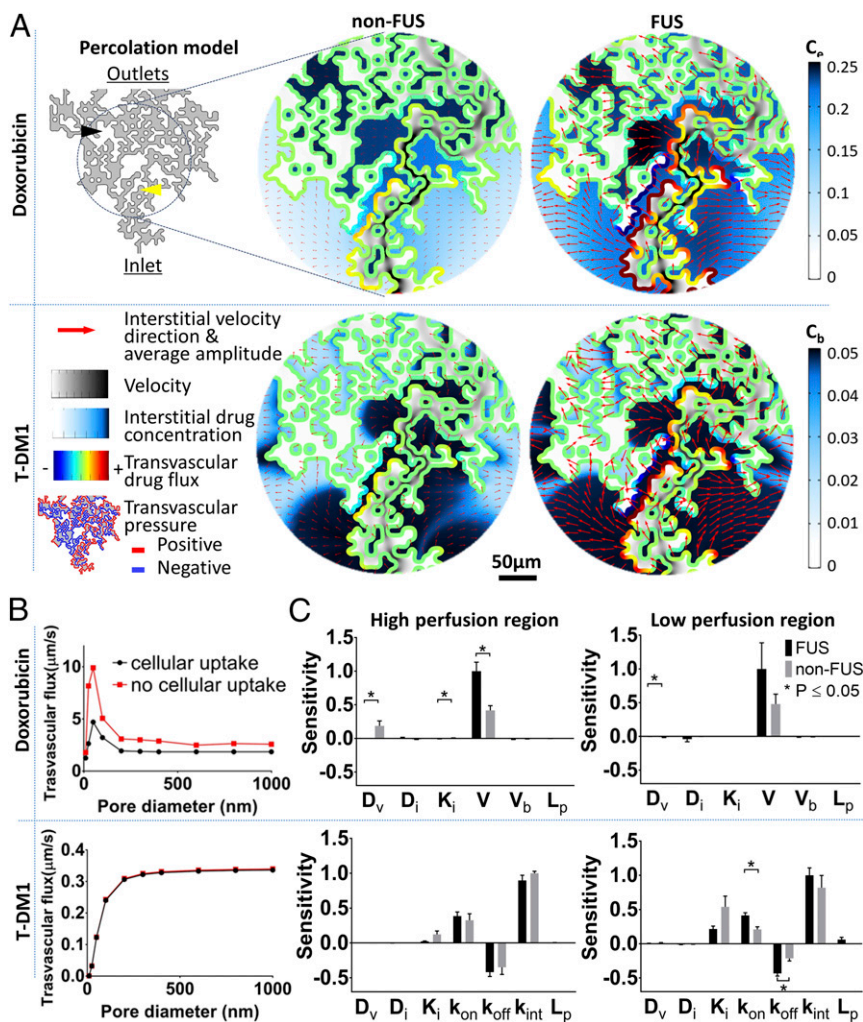 A
non-FUS
FUS
Percolation model
Outlets
Inlet
Doxorubicin
Ce
0.25
0.20
0.15
0.1
0.05
0
T-DM1
Interstitial velocity
direction &
average amplitude
Velocity
Interstitial drug
concentration
- + Transvascular
drug flux
Transvascular
pressure
Positive
Negative
50µm
Cb
0.05
0.04
0.03
0.02
0.01
0
B
Doxorubicin
Trasvascular flux(µm/s)
10
5
0
cellular uptake
no cellular uptake
0 200 400 600 1000
Pore diameter (nm)
T-DM1
Trasvascular flux(µm/s)
0.4
0.3
0.2
0.1
0.0
0 200 400 600 1000
Pore diameter (nm)
C
High perfusion region
Sensitivity
1.5
1.0
0.5
0.0
-0.5
* * *
Dv Di Ki V Vb Lp
Low perfusion region
Sensitivity
1.5
1.0
0.5
0.0
-0.5
*
FUS
non-FUS
* P ≤ 0.05
Dv Di Ki V Vb Lp
Sensitivity
1.5
1.0
0.5
0.0
-0.5
Dv Di Ki kon koff kint Lp
Sensitivity
1.5
1.0
0.5
0.0
-0.5
*
*
Dv Di Ki kon koff kint Lp